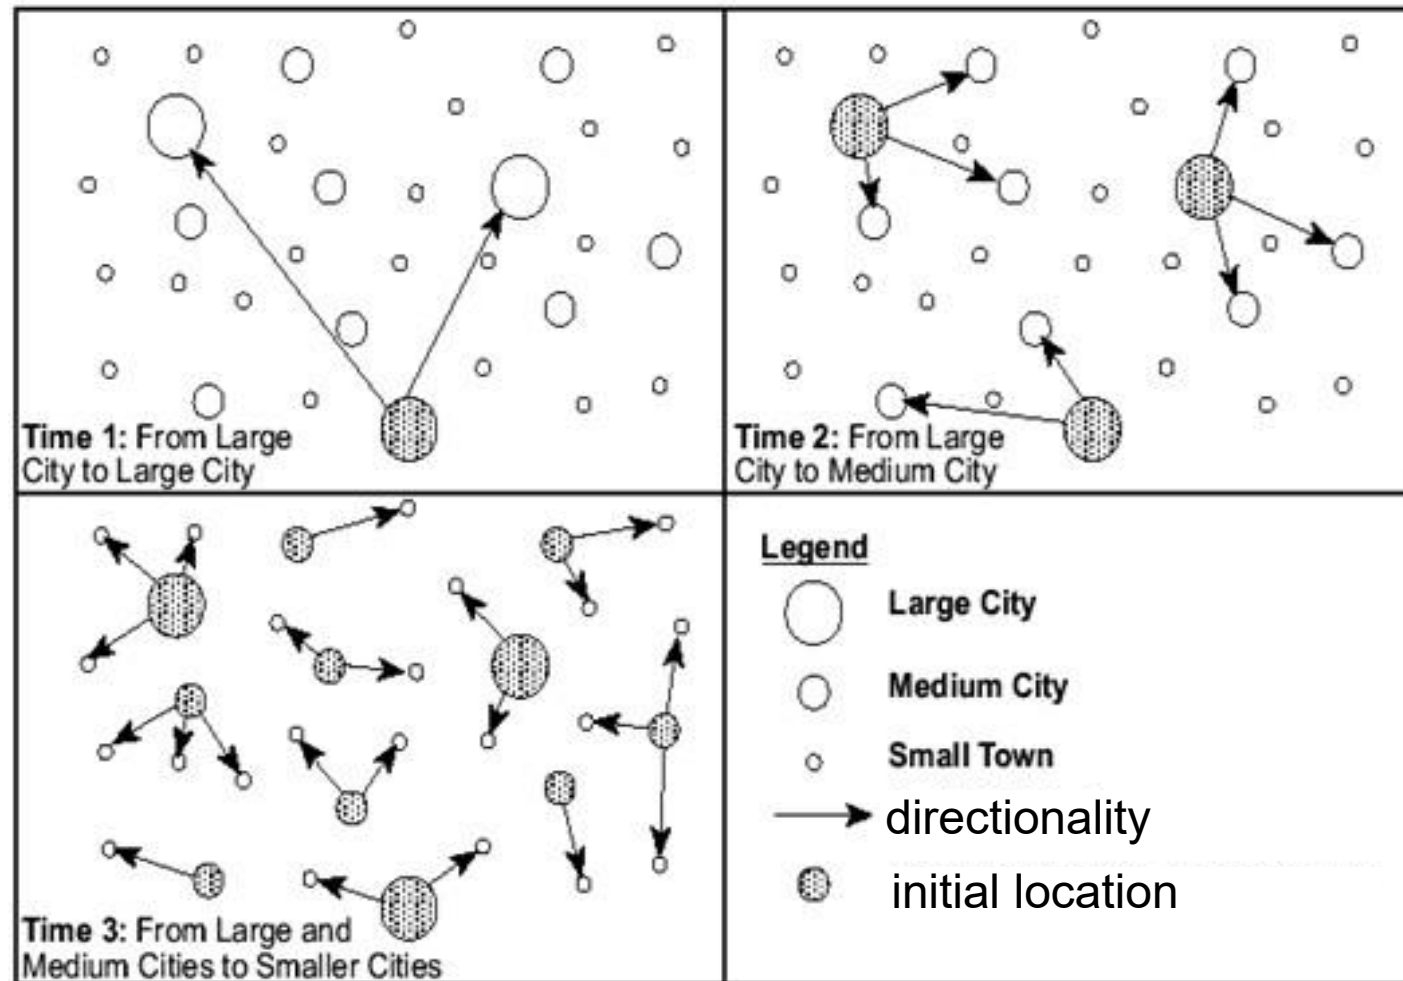 Time 1: From Large
City to Large City
Time 2: From Large
City to Medium City
Time 3: From Large and
Medium Cities to Smaller Cities
Legend
Large City
Medium City
Small Town
directionality
initial location